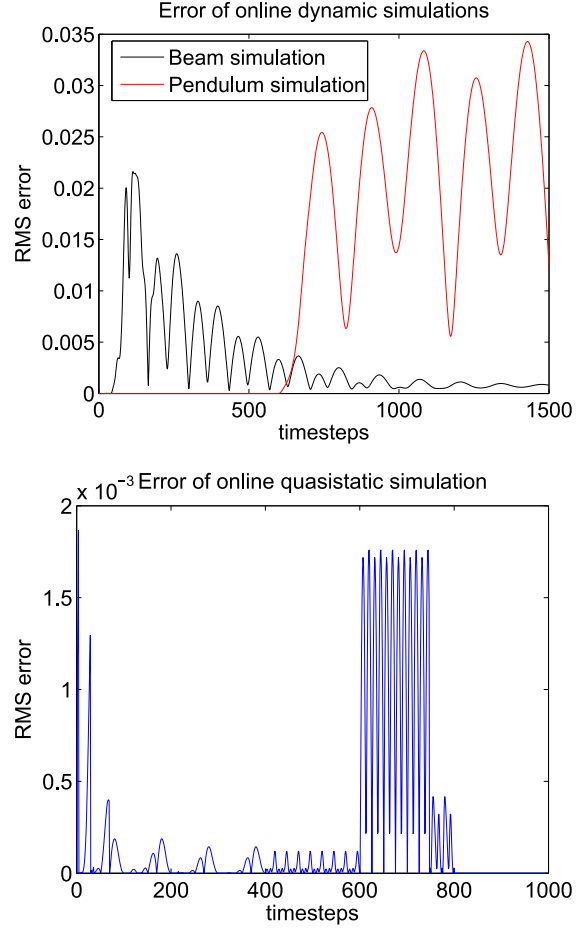 Error of online dynamic simulations
0.035
0.03
0.025
0.02
0.015
0.01
0.005
0
RMS error
Beam simulation
Pendulum simulation
0
500
1000
1500
timesteps
x 10⁻³ Error of online quasistatic simulation
2
1.5
1
0.5
0
RMS error
0
200
400
600
800
1000
timesteps